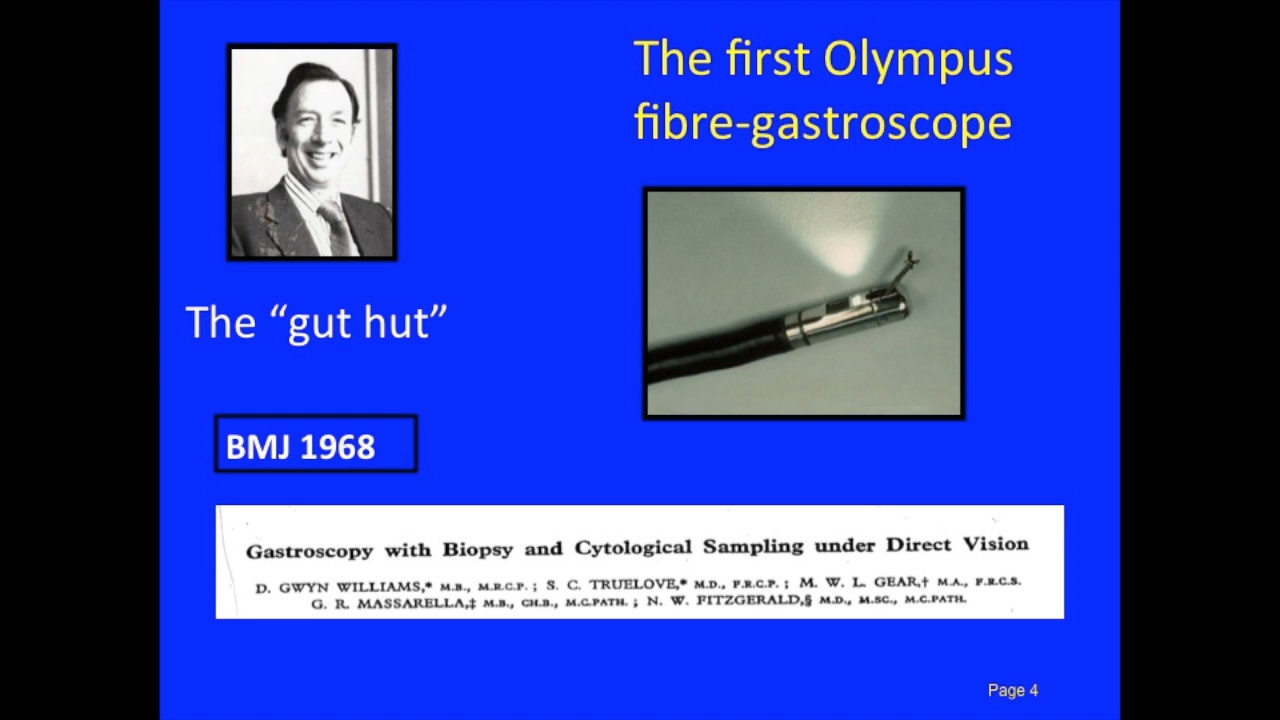 The first Olympus
fibre-gastroscope
The “gut hut”
BMJ 1968
Gastroscopy with Biopsy and Cytological Sampling under Direct Vision
D. GWYN WILLIAMS,* M.B., M.R.C.P. ; S. C. TRUELOVE,* M.D., F.R.C.P. ; M. W. L. GEAR,† M.A., F.R.C.S.
G. R. MASSARELLA,‡ M.B., CH.B., M.C.PATH. ; N. W. FITZGERALD,§ M.D., M.SC., M.C.PATH.
Page 4